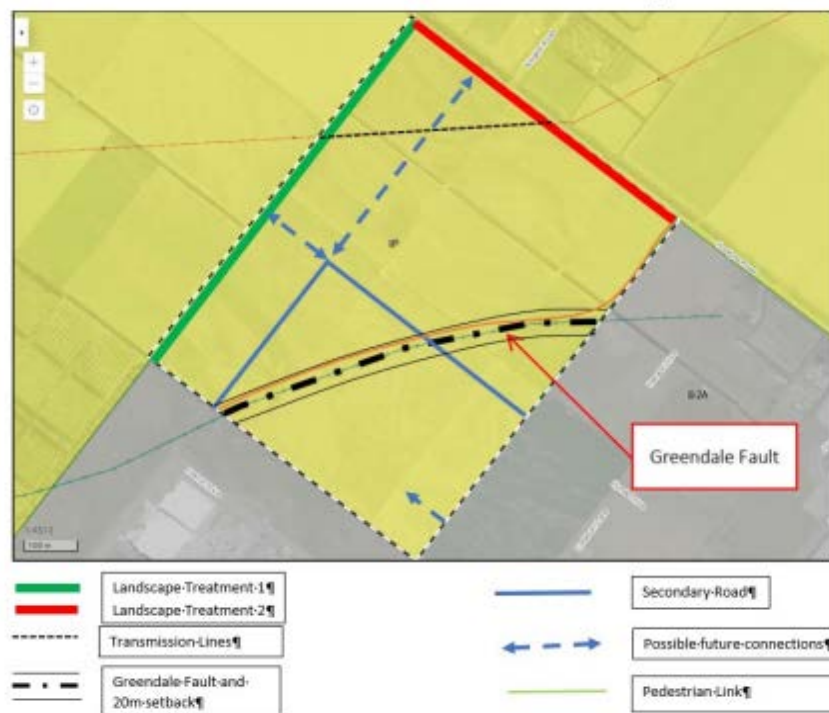 B2A
Greendale Fault
Landscape·Treatment·1¶
Landscape·Treatment·2¶
Transmission·Lines¶
Greendale·Fault·and·
20m·setback¶
Secondary·Road¶
Possible·future·connections¶
Pedestrian·Link¶